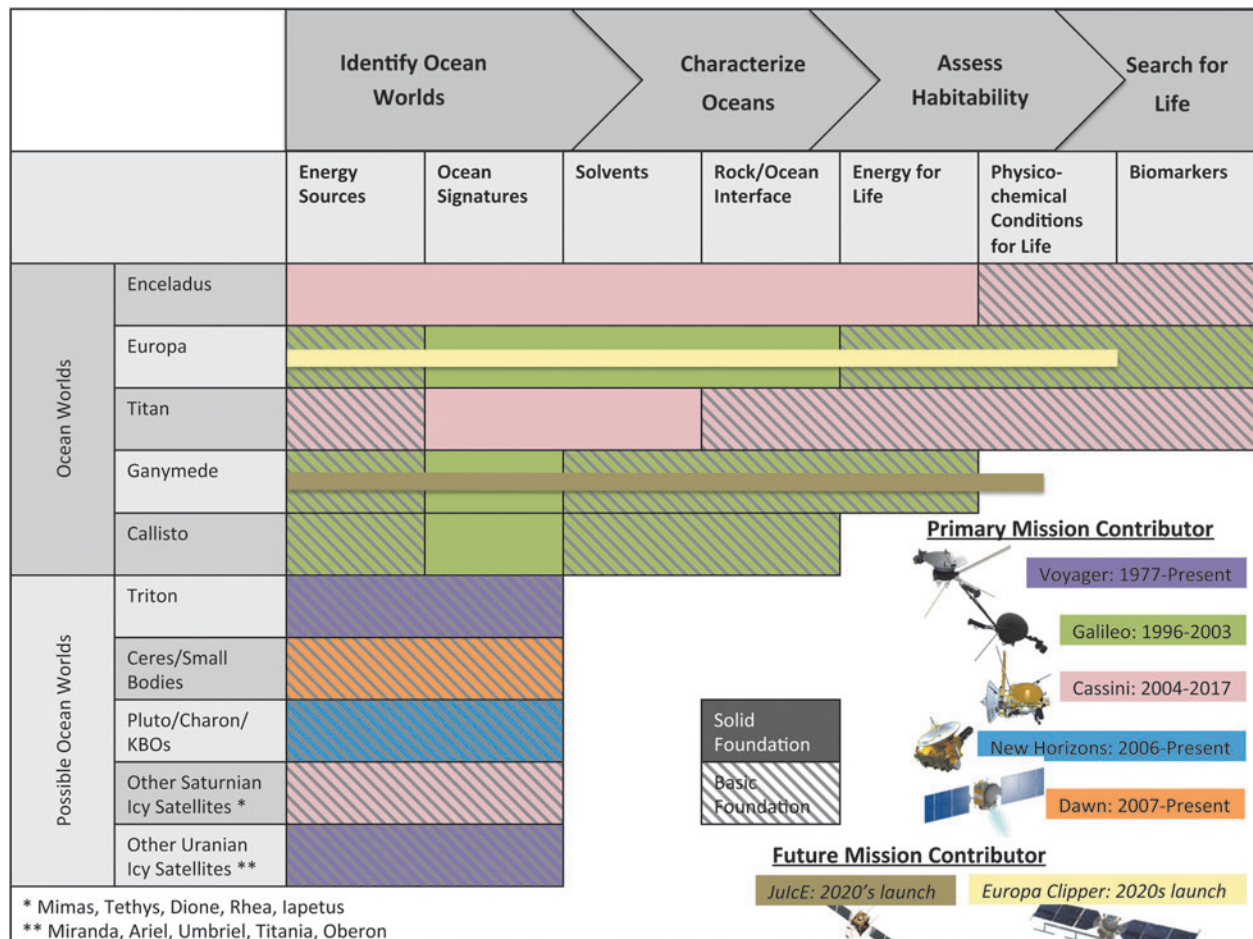 Identify Ocean
Worlds
Characterize
Oceans
Assess
Habitability
Search for
Life
Energy
Sources
Ocean
Signatures
Solvents
Rock/Ocean
Interface
Energy for
Life
Physico-
chemical
Conditions
for Life
Biomarkers
Ocean Worlds
Enceladus
Europa
Titan
Ganymede
Callisto
Possible Ocean Worlds
Triton
Ceres/Small
Bodies
Pluto/Charon/
KBOs
Other Saturnian
Icy Satellites *
Other Uranian
Icy Satellites **
Solid
Foundation
Basic
Foundation
Primary Mission Contributor
Voyager: 1977-Present
Galileo: 1996-2003
Cassini: 2004-2017
New Horizons: 2006-Present
Dawn: 2007-Present
Future Mission Contributor
JuIcE: 2020's launch
Europa Clipper: 2020s launch
* Mimas, Tethys, Dione, Rhea, Iapetus
** Miranda, Ariel, Umbriel, Titania, Oberon